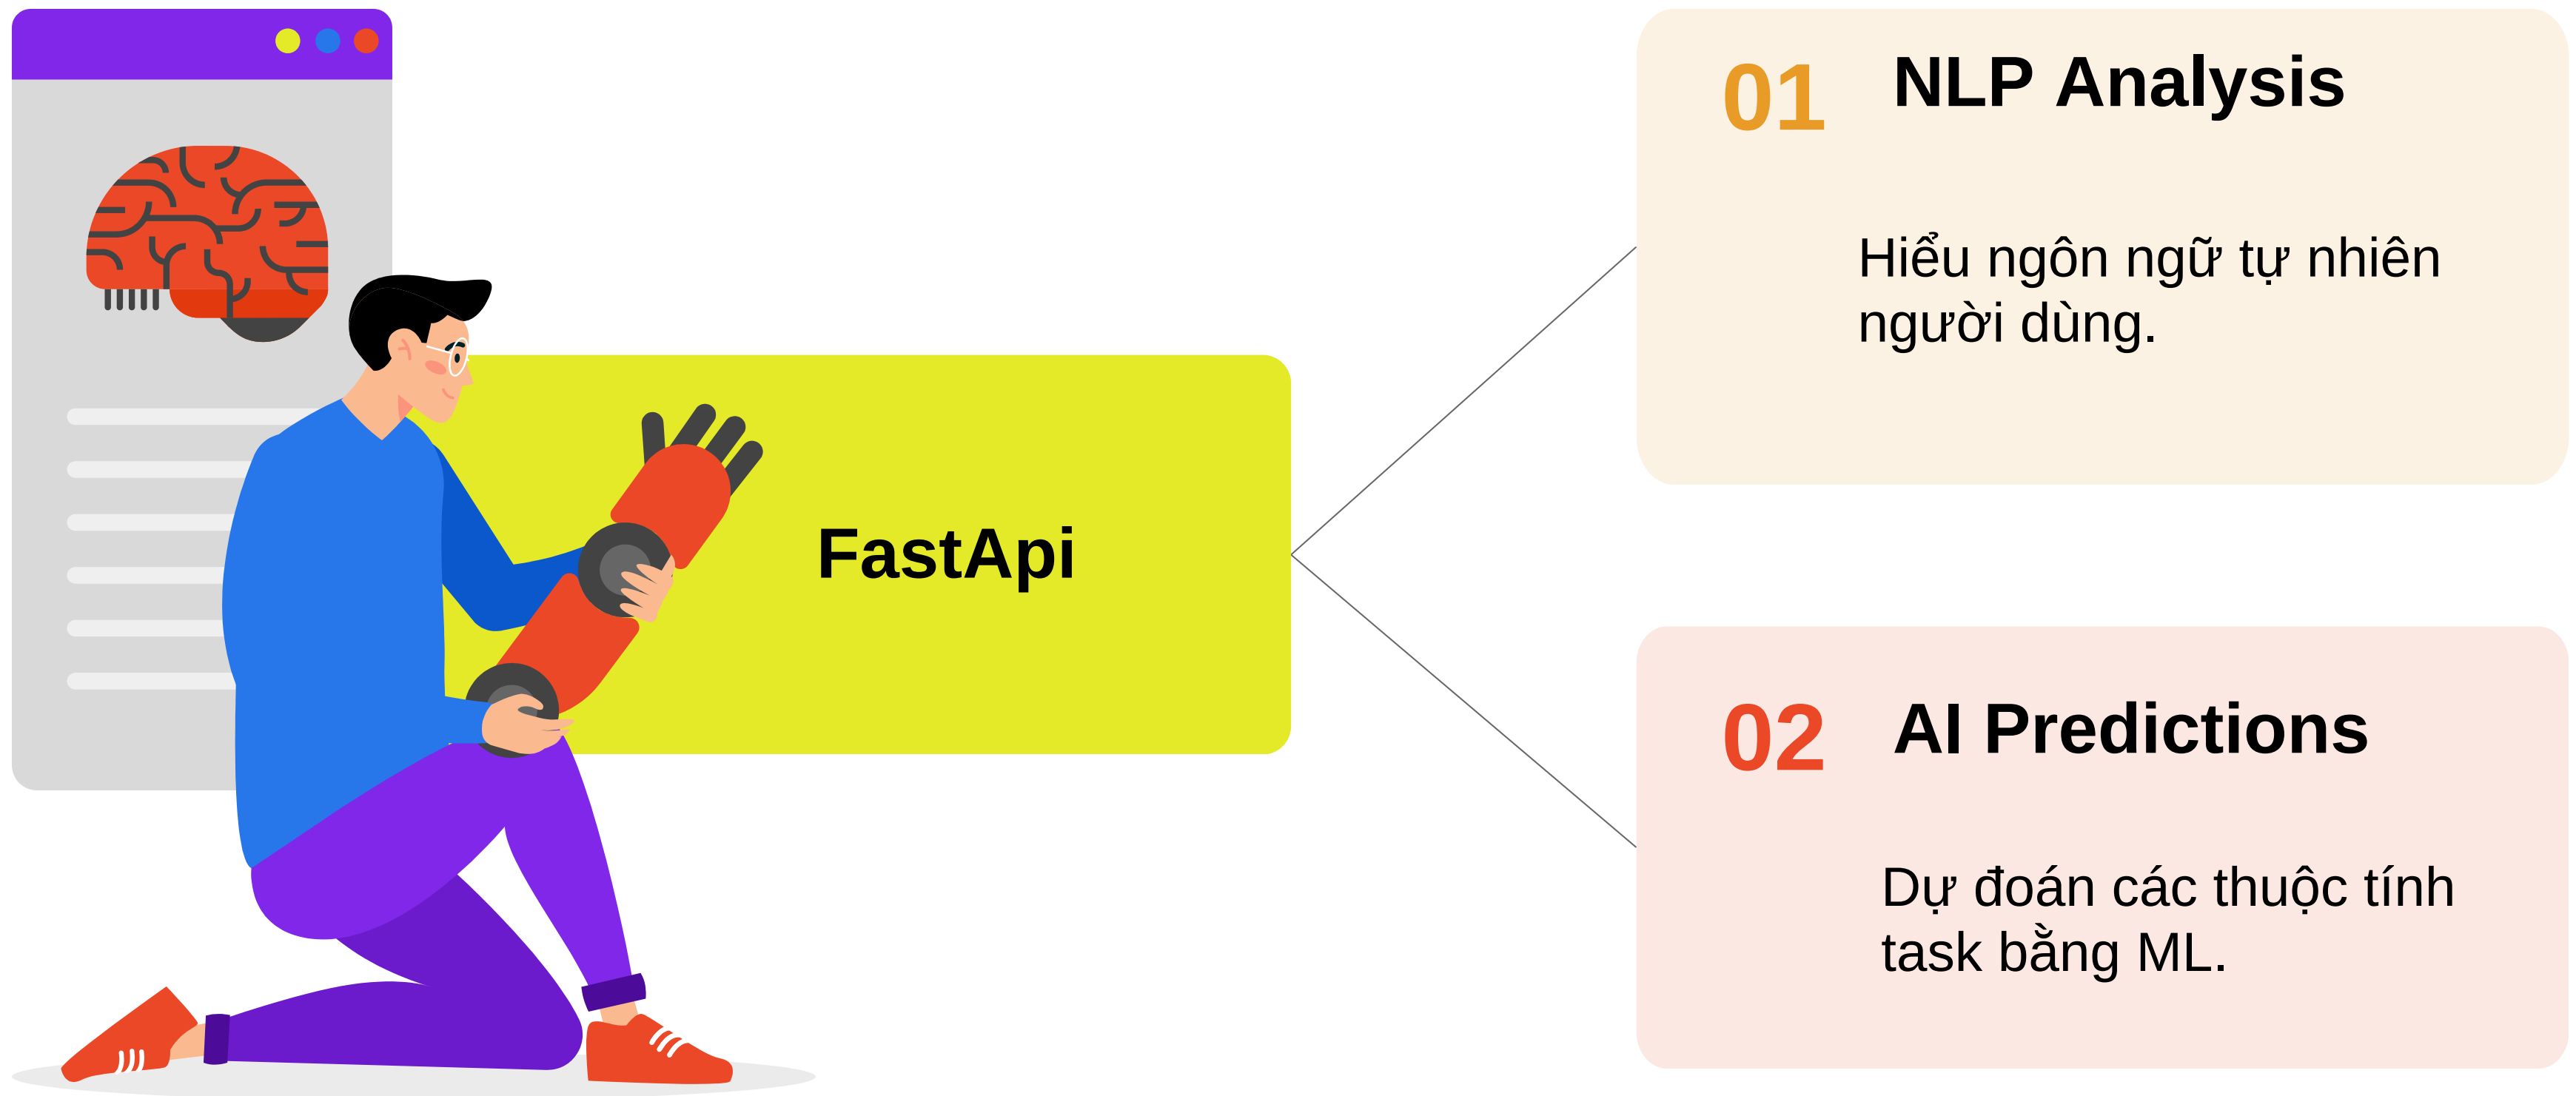 FastApi
01
NLP Analysis
Hiểu ngôn ngữ tự nhiên
người dùng.
02
AI Predictions
Dự đoán các thuộc tính
task bằng ML.